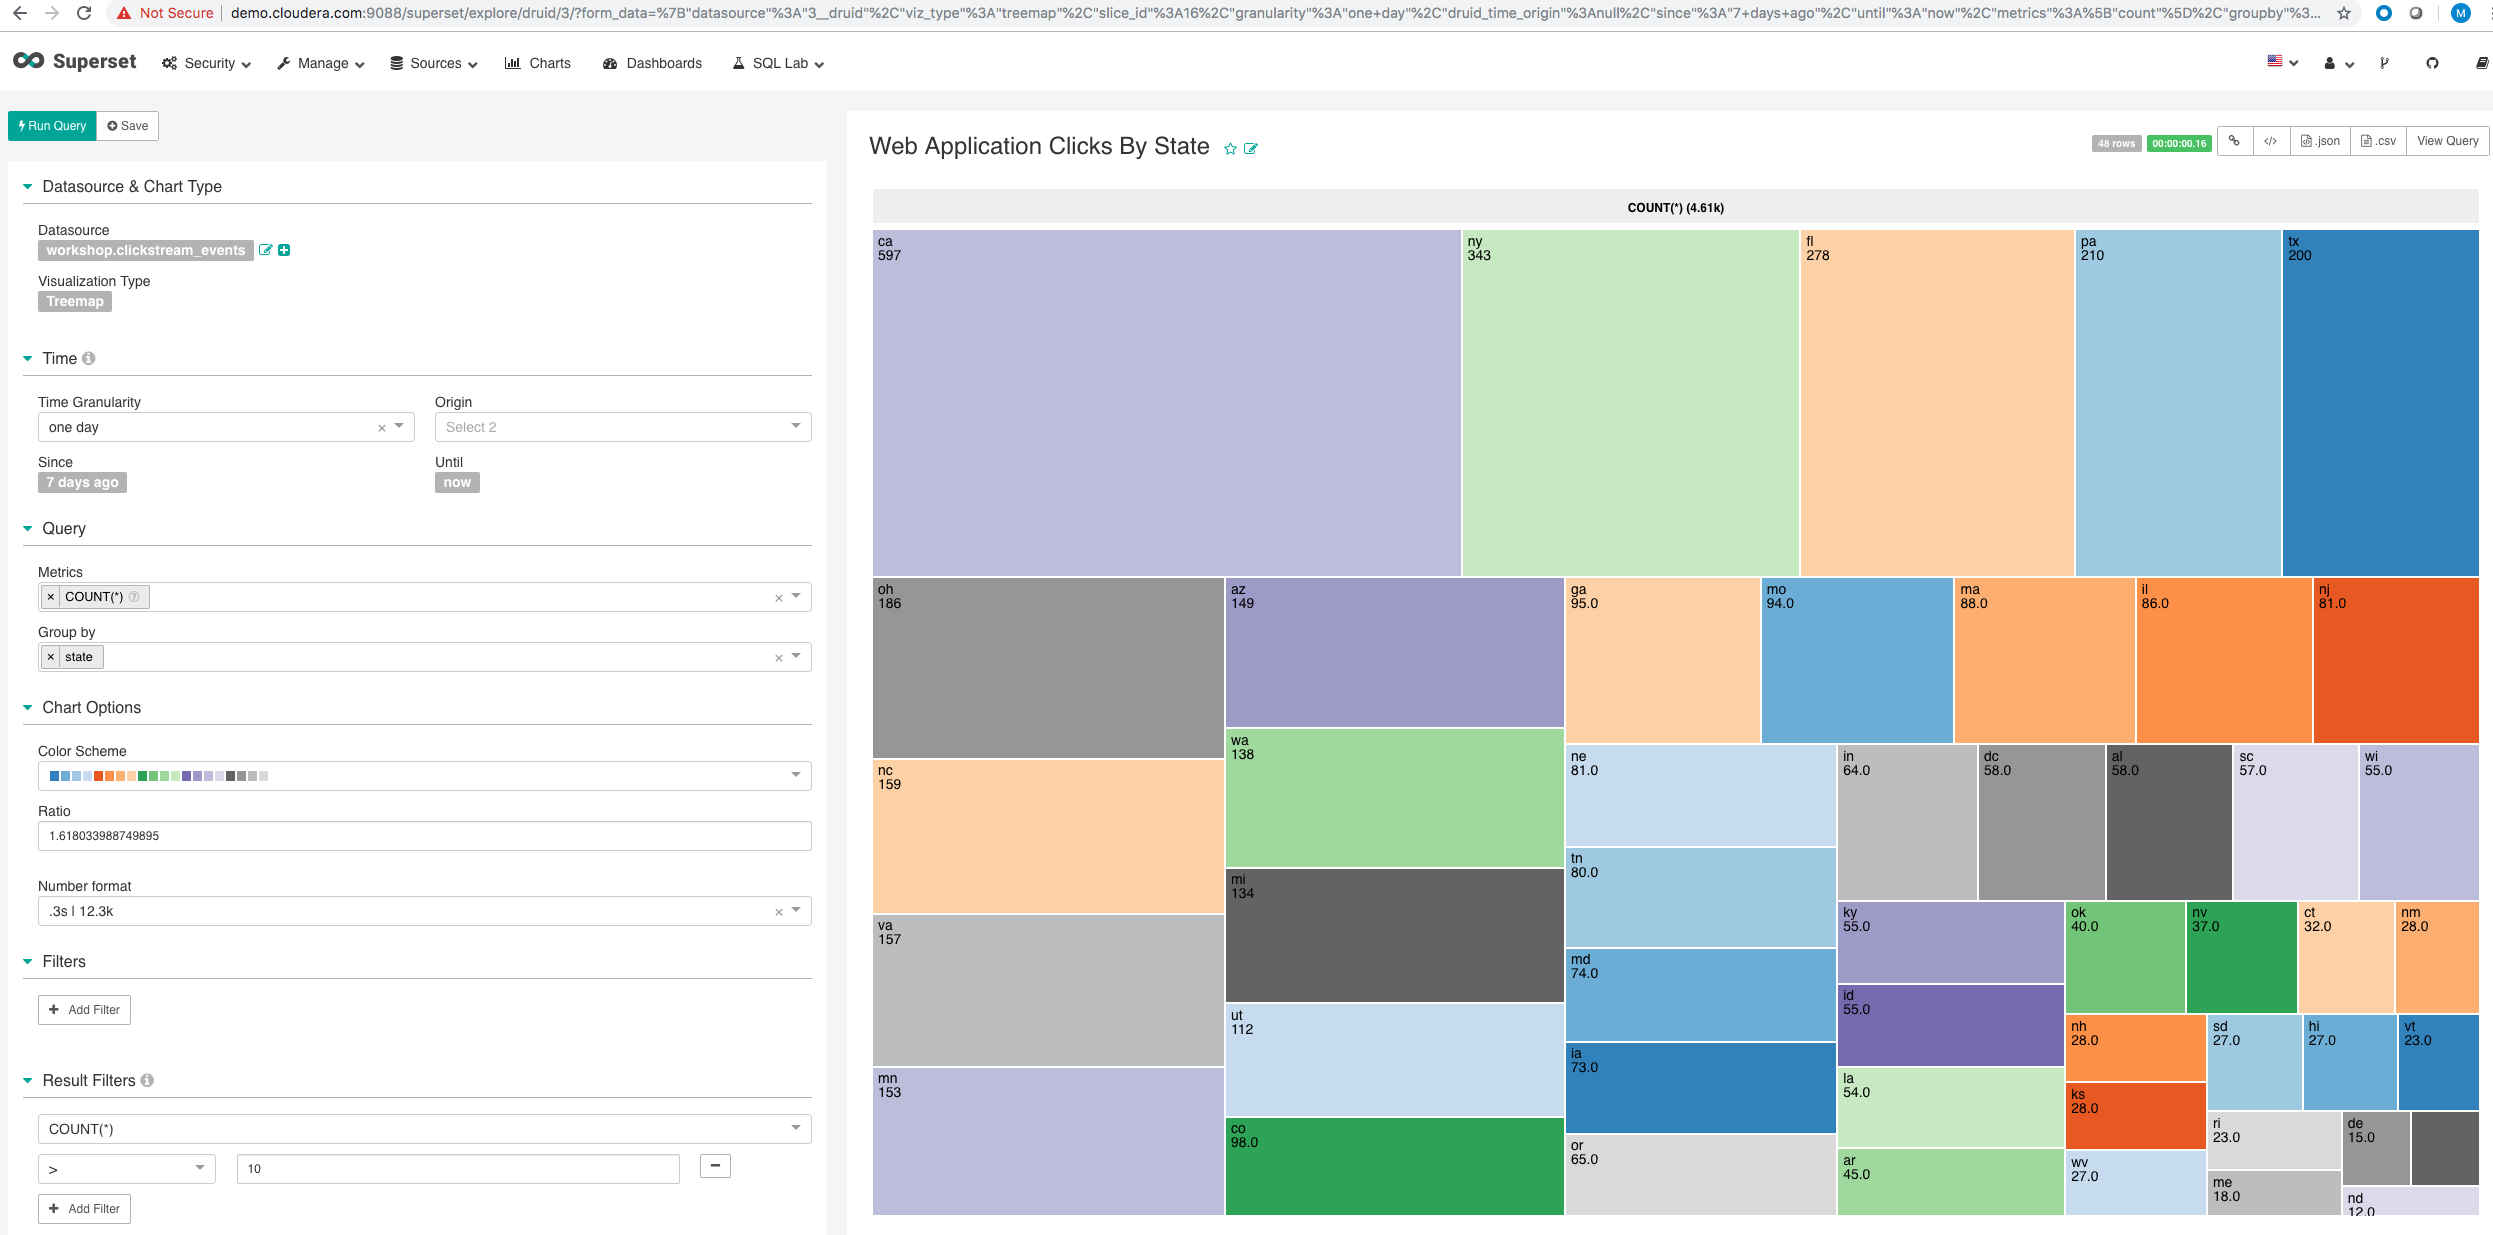 Not Secure demo.cloudera.com:9088/superset/explore/druid/3/?form_data=%7B"datasource"%3A"3__druid"%2C"viz_type"%3A"treemap"%2C"slice_id"%3A16%2C"granularity"%3A"one+day"%2C"druid_time_origin"%3Anull%2C"since"%3A"7+days+ago"%2C"until"%3A"now"%2C"metrics"%3A%5B"count"%5D%2C"groupby"%3... M
Superset Security Manage Sources Charts Dashboards SQL Lab
Run Query Save
Datasource & Chart Type
Datasource
workshop.clickstream_events
Visualization Type
Treemap
Time
Time Granularity Origin
one day × Select 2
Since Until
7 days ago now
Query
Metrics
× COUNT(*) ×
Group by
× state ×
Chart Options
Color Scheme
Ratio
1.618033988749895
Number format
.3s | 12.3k ×
Filters
+ Add Filter
Result Filters
COUNT(*)
> 10
+ Add Filter
Web Application Clicks By State
48 rows 00:00:00.16 .json .csv View Query
COUNT(*) (4.61k)
ca
597
ny
343
fl
278
pa
210
tx
200
oh
186
az
149
ga
95.0
mo
94.0
ma
88.0
il
86.0
nj
81.0
wa
138
ne
81.0
in
64.0
dc
58.0
al
58.0
sc
57.0
wi
55.0
nc
159
tn
80.0
mi
134
ky
55.0
ok
40.0
nv
37.0
ct
32.0
nm
28.0
va
157
md
74.0
id
55.0
ut
112
nh
28.0
sd
27.0
hi
27.0
vt
23.0
ia
73.0
mn
153
la
54.0
ks
28.0
co
98.0
ri
23.0
de
15.0
or
65.0
ar
45.0
wv
27.0
me
18.0
nd
12.0